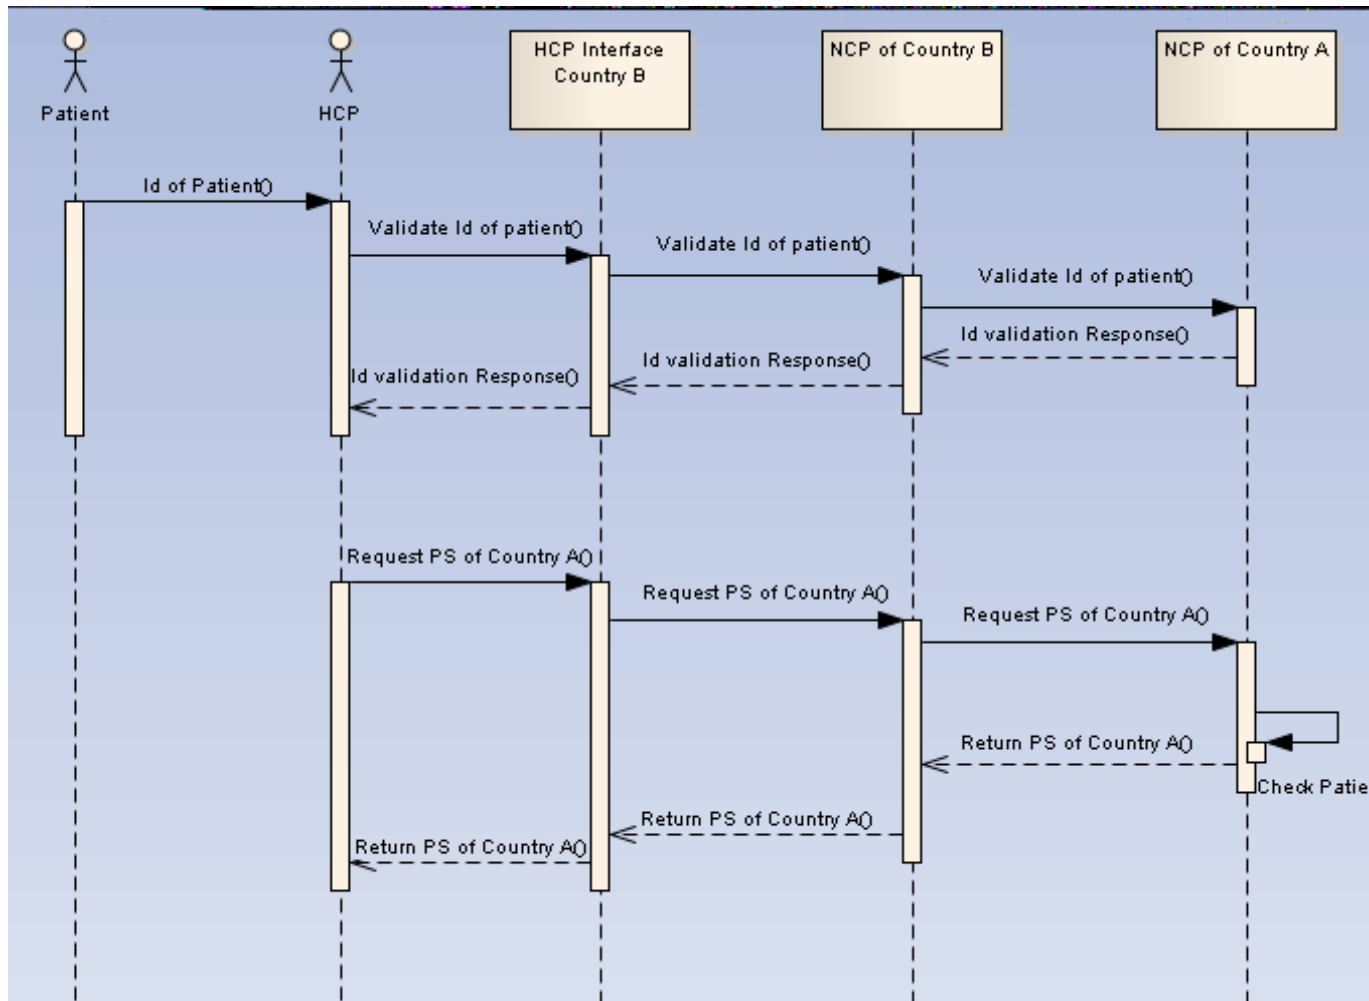 Patient
HCP
HCP Interface
Country B
NCP of Country B
NCP of Country A
Id of Patient()
Validate Id of patient()
Validate Id of patient()
Validate Id of patient()
Id validation Response()
Id validation Response()
Id validation Response()
Request PS of Country A()
Request PS of Country A()
Request PS of Country A()
Return PS of Country A()
Check Patie
Return PS of Country A()
Return PS of Country A()